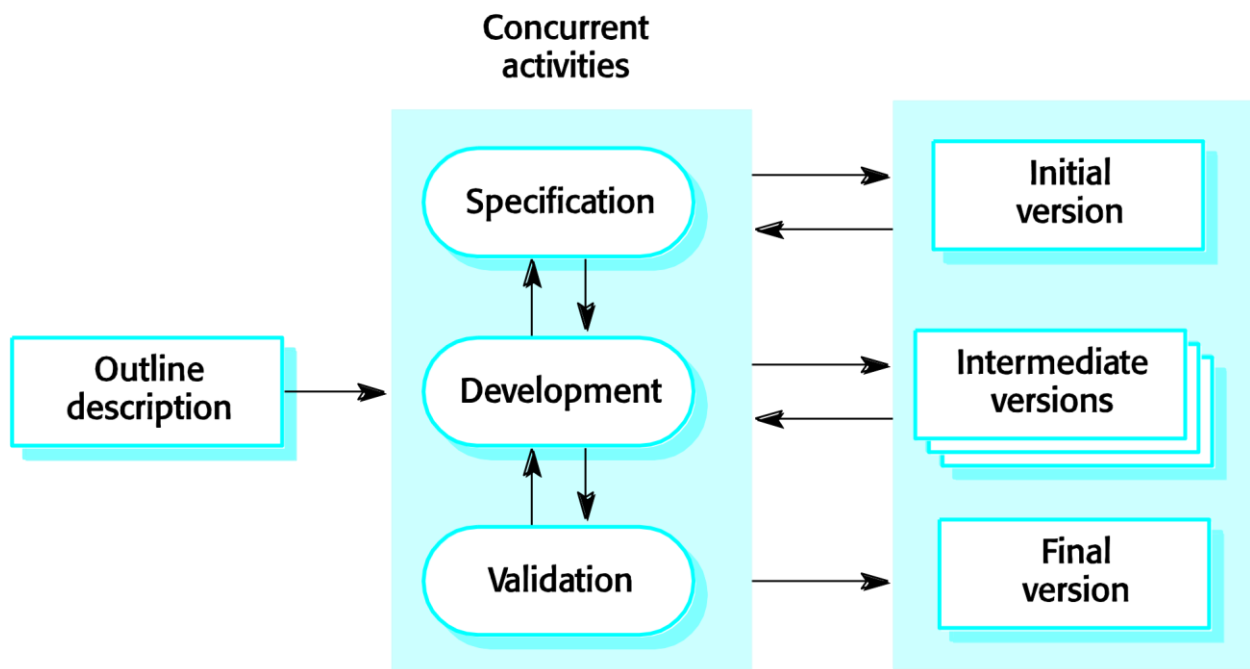 Concurrent
activities
Outline
description
Specification
Development
Validation
Initial
version
Intermediate
versions
Final
version